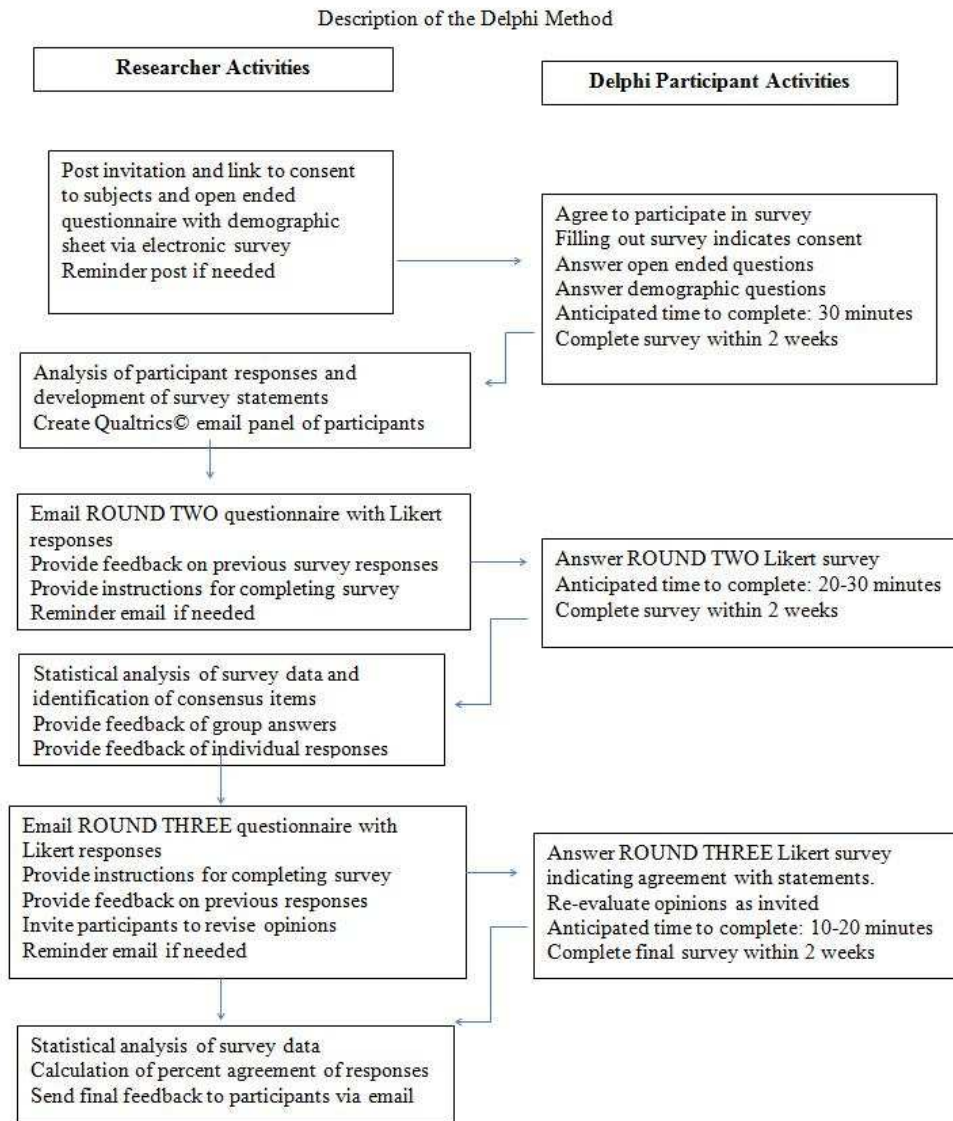 Description of the Delphi Method
Researcher Activities
Delphi Participant Activities
Post invitation and link to consent
to subjects and open ended
questionnaire with demographic
sheet via electronic survey
Reminder post if needed
Agree to participate in survey
Filling out survey indicates consent
Answer open ended questions
Answer demographic questions
Anticipated time to complete: 30 minutes
Complete survey within 2 weeks
Analysis of participant responses and
development of survey statements
Create Qualtrics© email panel of participants
Email ROUND TWO questionnaire with Likert
responses
Provide feedback on previous survey responses
Provide instructions for completing survey
Reminder email if needed
Answer ROUND TWO Likert survey
Anticipated time to complete: 20-30 minutes
Complete survey within 2 weeks
Statistical analysis of survey data and
identification of consensus items
Provide feedback of group answers
Provide feedback of individual responses
Email ROUND THREE questionnaire with
Likert responses
Provide instructions for completing survey
Provide feedback on previous responses
Invite participants to revise opinions
Reminder email if needed
Answer ROUND THREE Likert survey
indicating agreement with statements.
Re-evaluate opinions as invited
Anticipated time to complete: 10-20 minutes
Complete final survey within 2 weeks
Statistical analysis of survey data
Calculation of percent agreement of responses
Send final feedback to participants via email